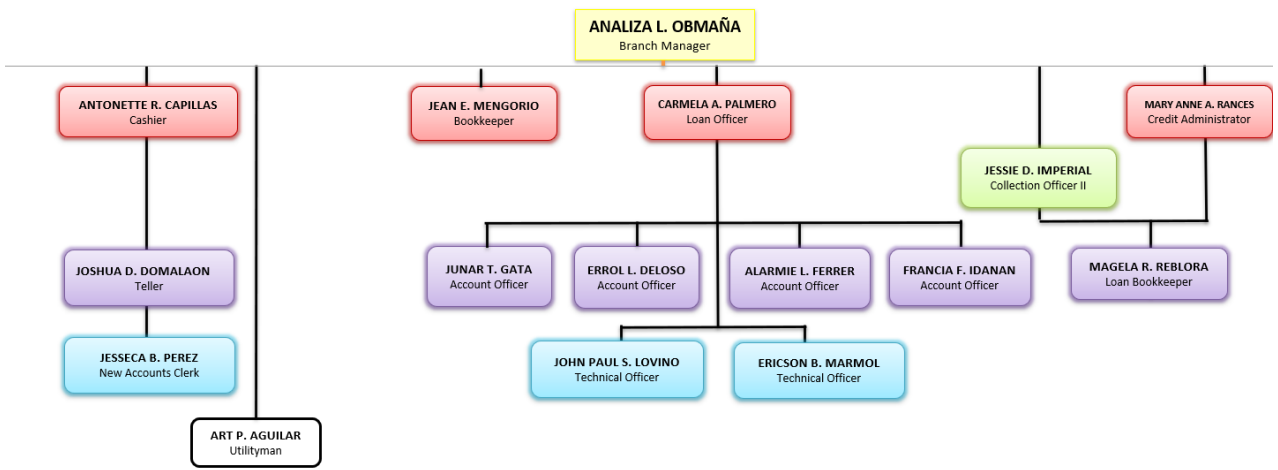 ANALIZA L. OBMAÑA
Branch Manager
ANTONETTE R. CAPILLAS
Cashier
JEAN E. MENGORIO
Bookkeeper
CARMELA A. PALMERO
Loan Officer
MARY ANNE A. RANCES
Credit Administrator
JESSIE D. IMPERIAL
Collection Officer II
JOSHUA D. DOMALAON
Teller
JUNAR T. GATA
Account Officer
ERROL L. DELOSO
Account Officer
ALARMIE L. FERRER
Account Officer
FRANCIA F. IDANAN
Account Officer
MAGELA R. REBLORA
Loan Bookkeeper
JESSECA B. PEREZ
New Accounts Clerk
JOHN PAUL S. LOVINO
Technical Officer
ERICSON B. MARMOL
Technical Officer
ART P. AGUILAR
Utilityman